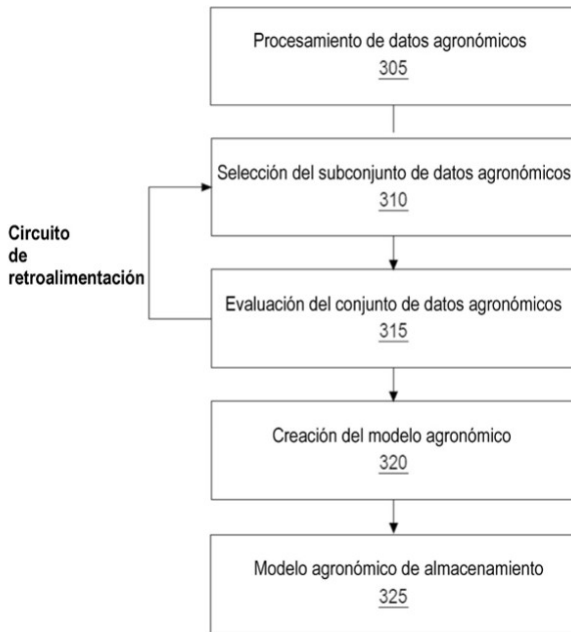 Procesamiento de datos agronómicos
305
Selección del subconjunto de datos agronómicos
310
Circuito
de
retroalimentación
Evaluación del conjunto de datos agronómicos
315
Creación del modelo agronómico
320
Modelo agronómico de almacenamiento
325